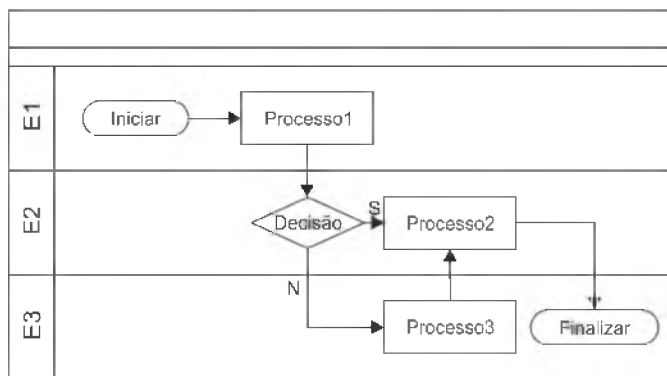 E1
Iniciar
Processo1
E2
Decisão
S
Processo2
N
E3
Processo3
Finalizar